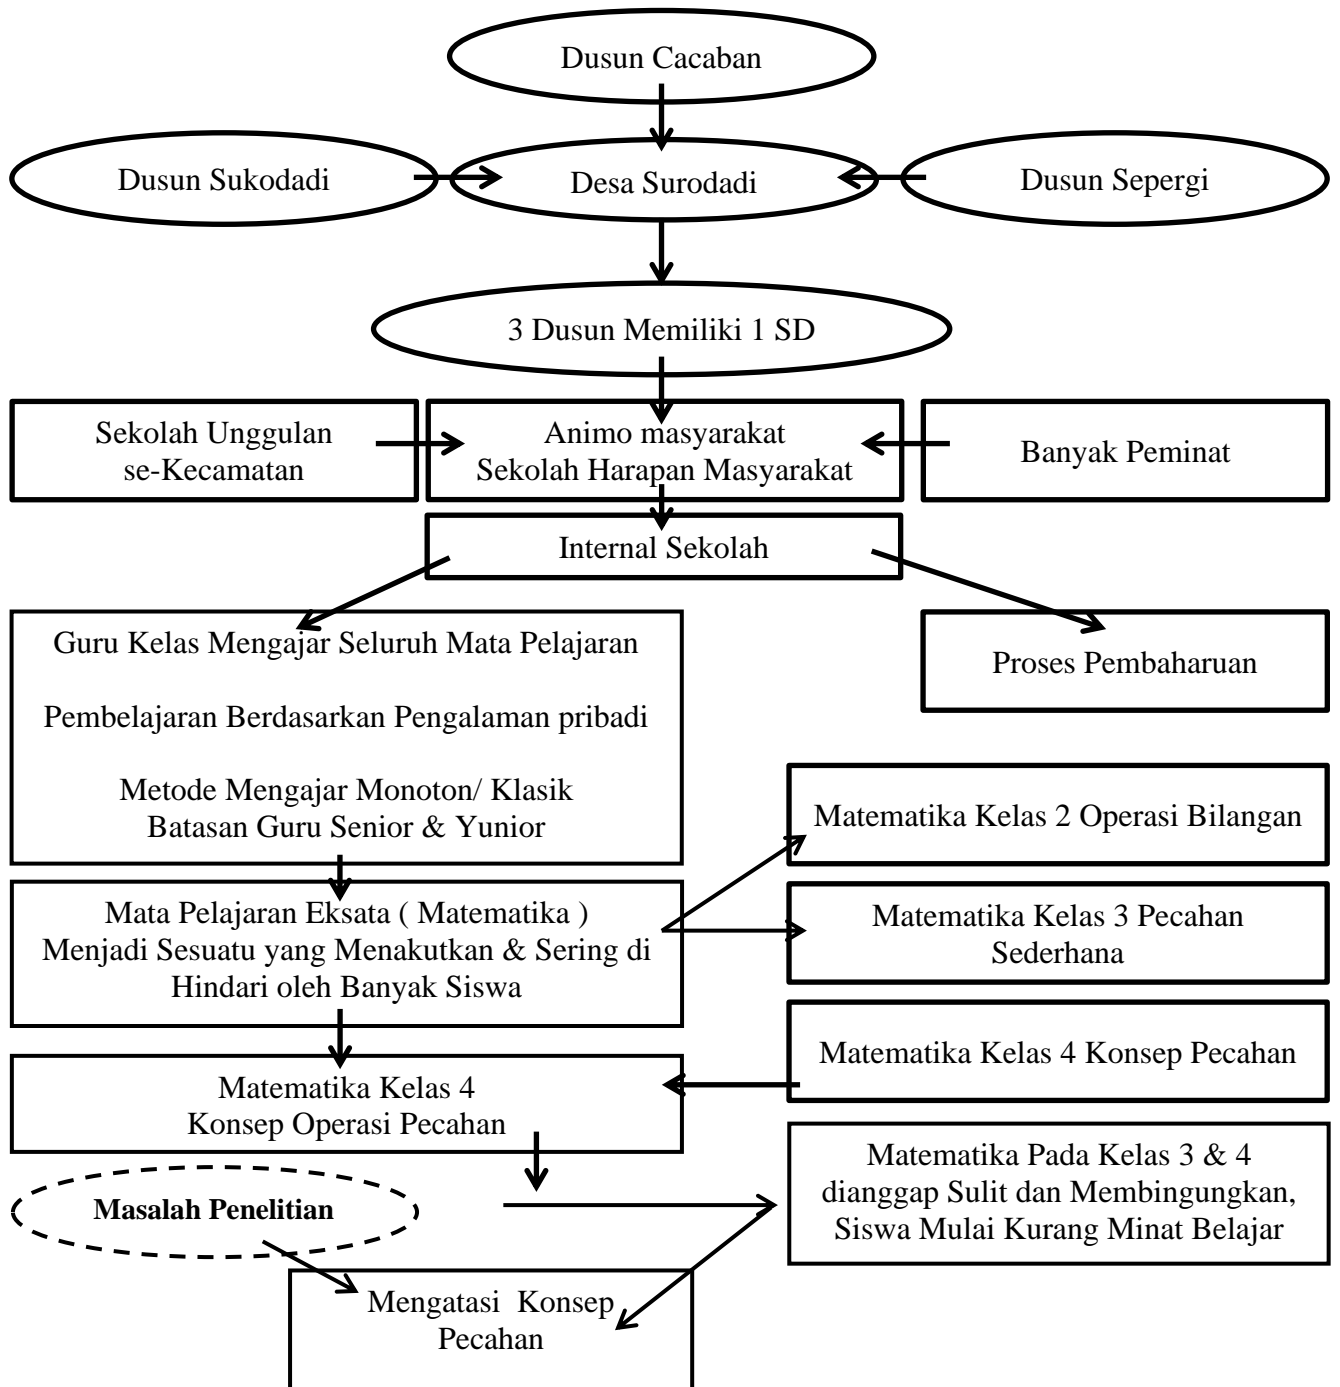 Dusun Cacaban
Dusun Sukodadi
Desa Surodadi
Dusun Sepergi
3 Dusun Memiliki 1 SD
Sekolah Unggulan
se-Kecamatan
Animo masyarakat
Sekolah Harapan Masyarakat
Banyak Peminat
Internal Sekolah
Guru Kelas Mengajar Seluruh Mata Pelajaran
Pembelajaran Berdasarkan Pengalaman pribadi
Metode Mengajar Monoton/ Klasik
Batasan Guru Senior & Yunior
Proses Pembaharuan
Matematika Kelas 2 Operasi Bilangan
Mata Pelajaran Eksata ( Matematika )
Menjadi Sesuatu yang Menakutkan & Sering di
Hindari oleh Banyak Siswa
Matematika Kelas 3 Pecahan
Sederhana
Matematika Kelas 4 Konsep Pecahan
Matematika Kelas 4
Konsep Operasi Pecahan
Matematika Pada Kelas 3 & 4
dianggap Sulit dan Membingungkan,
Siswa Mulai Kurang Minat Belajar
Masalah Penelitian
Mengatasi  Konsep
Pecahan